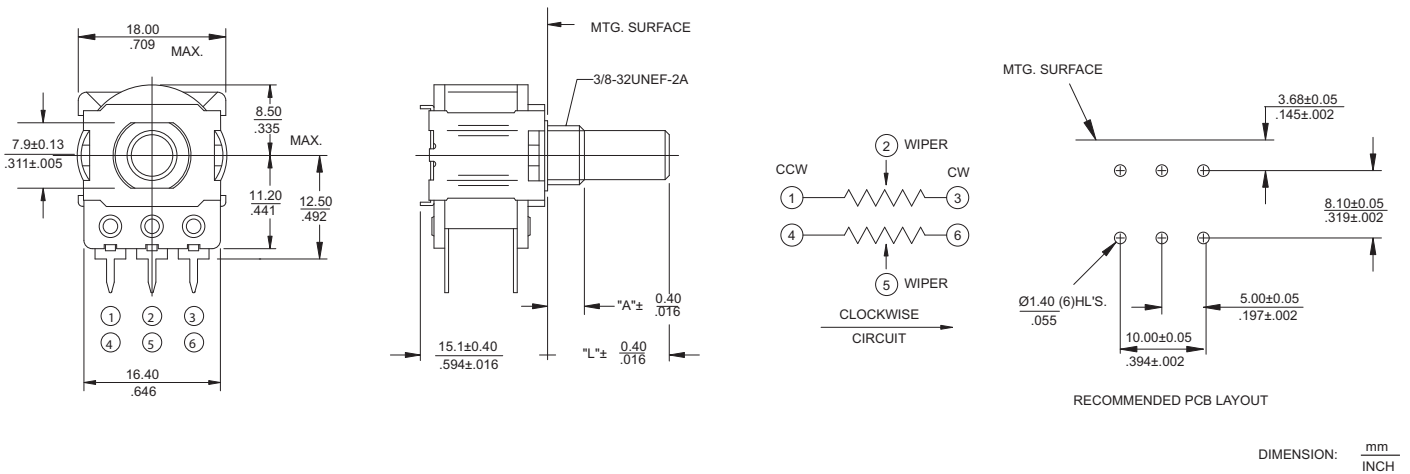 18.00
.709
MAX.
8.50
.335
MAX.
7.9±0.13
.311±.005
11.20
.441
12.50
.492
1 2 3
4 5 6
16.40
.646
MTG. SURFACE
3/8-32UNEF-2A
"A"± 0.40
.016
15.1±0.40
.594±.016
"L"± 0.40
.016
2 WIPER
CCW
CW
1
3
4
6
5 WIPER
CLOCKWISE
CIRCUIT
MTG. SURFACE
3.68±0.05
.145±.002
8.10±0.05
.319±.002
Ø1.40 (6)HL'S.
.055
5.00±0.05
.197±.002
10.00±0.05
.394±.002
RECOMMENDED PCB LAYOUT
DIMENSION: mm
INCH